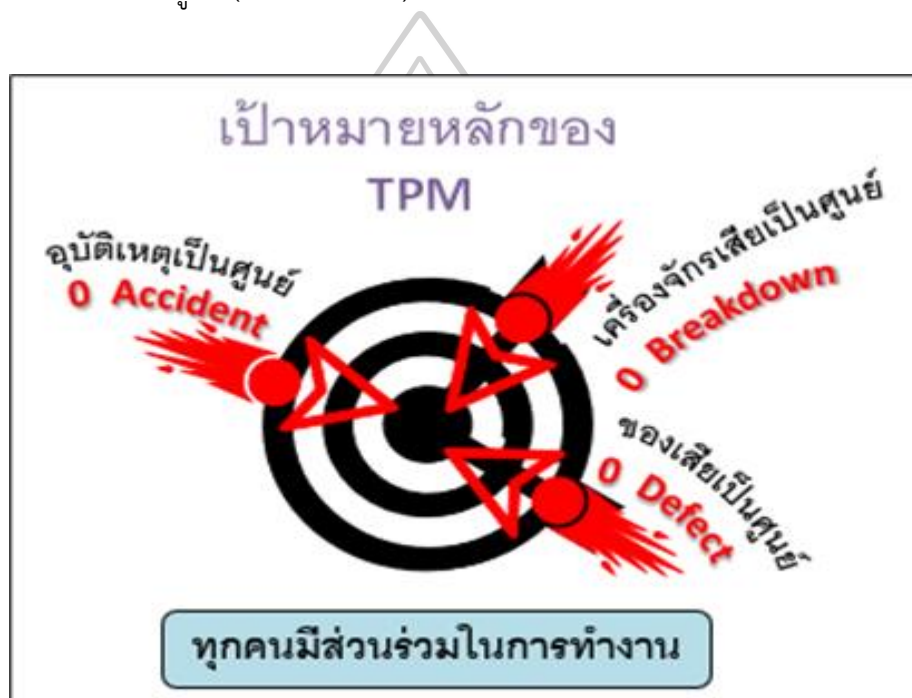 เป้าหมายหลักของ
TPM
อุบัติเหตุเป็นศูนย์
0 Accident
เครื่องจักรเสียเป็นศูนย์
0 Breakdown
ของเสียเป็นศูนย์
0 Defect
ทุกคนมีส่วนร่วมในการทำงาน